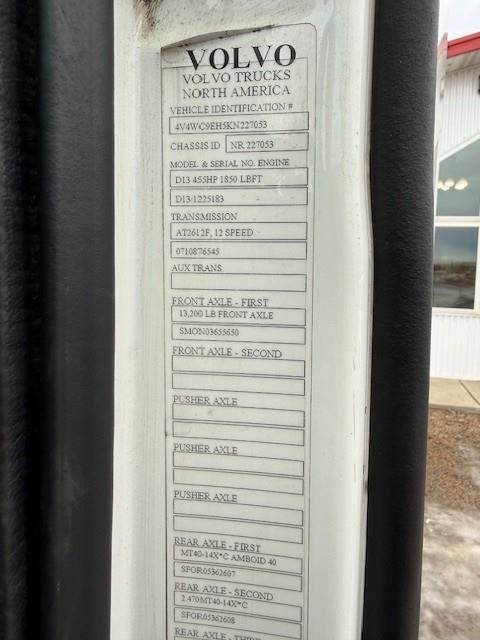 VOLVO
VOLVO TRUCKS
NORTH AMERICA
VEHICLE IDENTIFICATION #
4V4WC9EH5KN227053
CHASSIS ID NR 227053
MODEL & SERIAL NO. ENGINE
D13 455HP 1850 LBFT
D13/1225183
TRANSMISSION
AT2612F, 12 SPEED
0710876545
AUX TRANS.
FRONT AXLE - FIRST
13,200 LB FRONT AXLE
SMON03655650
FRONT AXLE - SECOND
PUSHER AXLE
PUSHER AXLE
PUSHER AXLE
REAR AXLE - FIRST
MT40-14X*C AMBOID 40
SFOR05362607
REAR AXLE - SECOND
2.470MT40-14X*C
SFOR05362608
REAR AXLE - THIRD